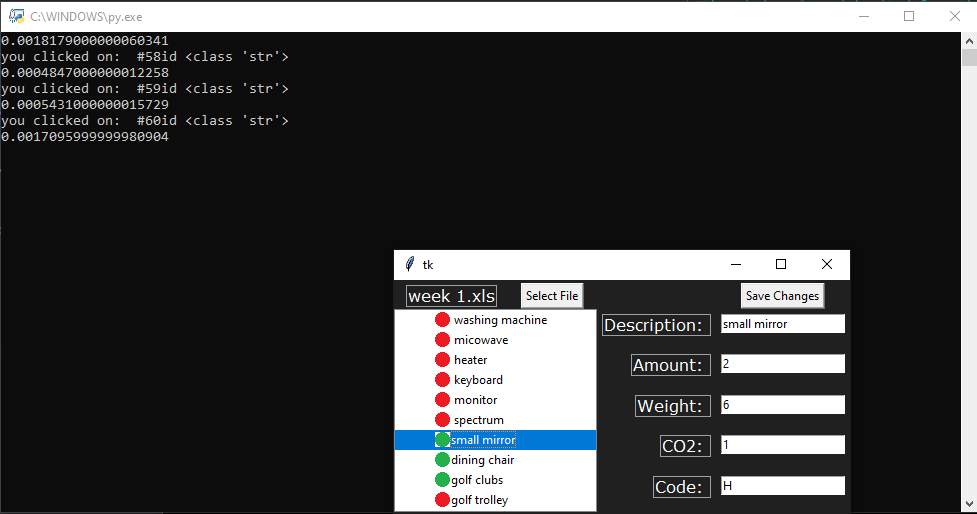 C:\WINDOWS\py.exe
0.0018179000000060341
you clicked on:  #58id <class 'str'>
0.0004847000000012258
you clicked on:  #59id <class 'str'>
0.0005431000000015729
you clicked on:  #60id <class 'str'>
0.0017095999999980904
tk
week 1.xls
Select File
Save Changes
washing machine
micowave
heater
keyboard
monitor
spectrum
small mirror
dining chair
golf clubs
golf trolley
Description: small mirror
Amount: 2
Weight: 6
CO2: 1
Code: H